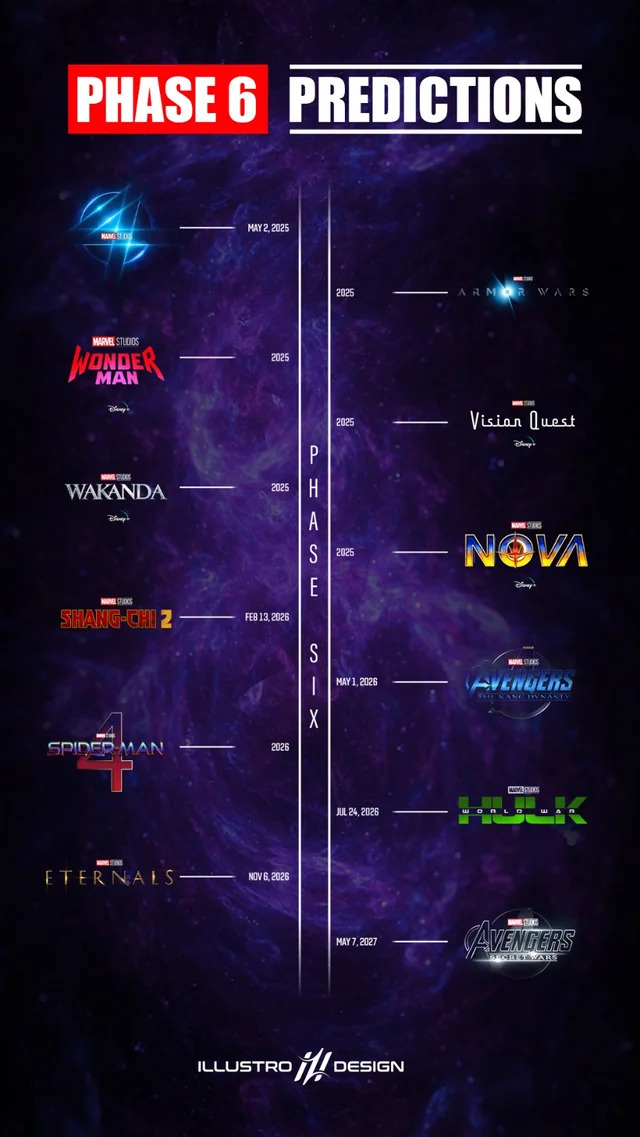 PHASE 6 PREDICTIONS
4
MARVEL STUDIOS
MAY 2, 2025
MARVEL STUDIOS
ARMOR WARS
2025
MARVEL STUDIOS
WONDER
MAN
Disney+
2025
MARVEL STUDIOS
Vision Quest
Disney+
2025
MARVEL STUDIOS
WAKANDA
Disney+
2025
MARVEL STUDIOS
NOVA
Disney+
2025
MARVEL STUDIOS
SHANG-CHI 2
FEB 13, 2026
MARVEL STUDIOS
AVENGERS
THE KANG DYNASTY
MAY 1, 2026
MARVEL STUDIOS
SPIDER-MAN
4
2026
MARVEL STUDIOS
HULK
WORLD WAR
JUL 24, 2026
MARVEL STUDIOS
ETERNALS
NOV 6, 2026
MARVEL STUDIOS
AVENGERS
SECRET WARS
MAY 7, 2027
PHASE SIX
ILLUSTRO DESIGN